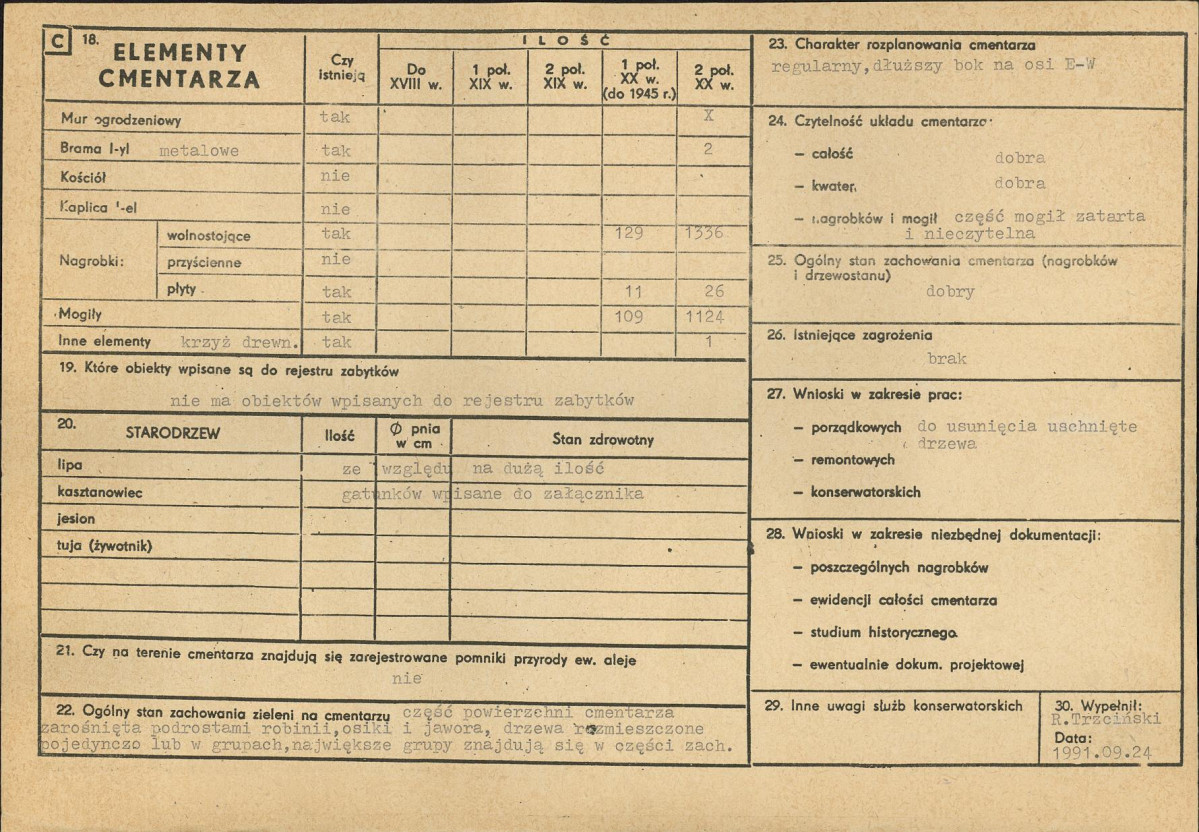 C 18. ELEMENTY CMENTARZA
Czy istnieją
ILOŚĆ
Do XVIII w.
1 poł. XIX w.
2 poł. XIX w.
1 poł. XX w. (do 1945 r.)
2 poł. XX w.
Mur ogrodzeniowy tak X
Brama l-yl metalowe tak 2
Kościół nie
Kaplica l-el nie
Nagrobki: wolnostojące tak 129 1336
przyścienne nie
płyty tak 11 26
Mogiły tak 109 1124
Inne elementy krzyż drewn. tak 1
19. Które obiekty wpisane są do rejestru zabytków
nie ma obiektów wpisanych do rejestru zabytków
20. STARODRZEW Ilość Ø pnia w cm Stan zdrowotny
lipa ze względu na dużą ilość
kasztanowiec gatunków wpisane do załącznika
jesion
tuja (żywotnik)
21. Czy na terenie cmentarza znajdują się zarejestrowane pomniki przyrody ew. aleje
nie
22. Ogólny stan zachowania zieleni na cmentarzu część powierzchni cmentarza
zarośnięta podrostami robinii,osiki i jawora, drzewa rozmieszczone
pojedynczo lub w grupach,największe grupy znajdują się w części zach.
23. Charakter rozplanowania cmentarza
regularny,dłuższy bok na osi E-W
24. Czytelność układu cmentarza:
– całość dobra
– kwater, dobra
– nagrobków i mogił część mogił zatarta
i nieczytelna
25. Ogólny stan zachowania cmentarza (nagrobków
i drzewostanu)
dobry
26. Istniejące zagrożenia
brak
27. Wnioski w zakresie prac:
– porządkowych do usunięcia uschnięte
drzewa
– remontowych
– konserwatorskich
28. Wnioski w zakresie niezbędnej dokumentacji:
– poszczególnych nagrobków
– ewidencji całości cmentarza
– studium historycznego
– ewentualnie dokum. projektowej
29. Inne uwagi służb konserwatorskich
30. Wypełnił:
R.Trzciński
Data:
1991.09.24